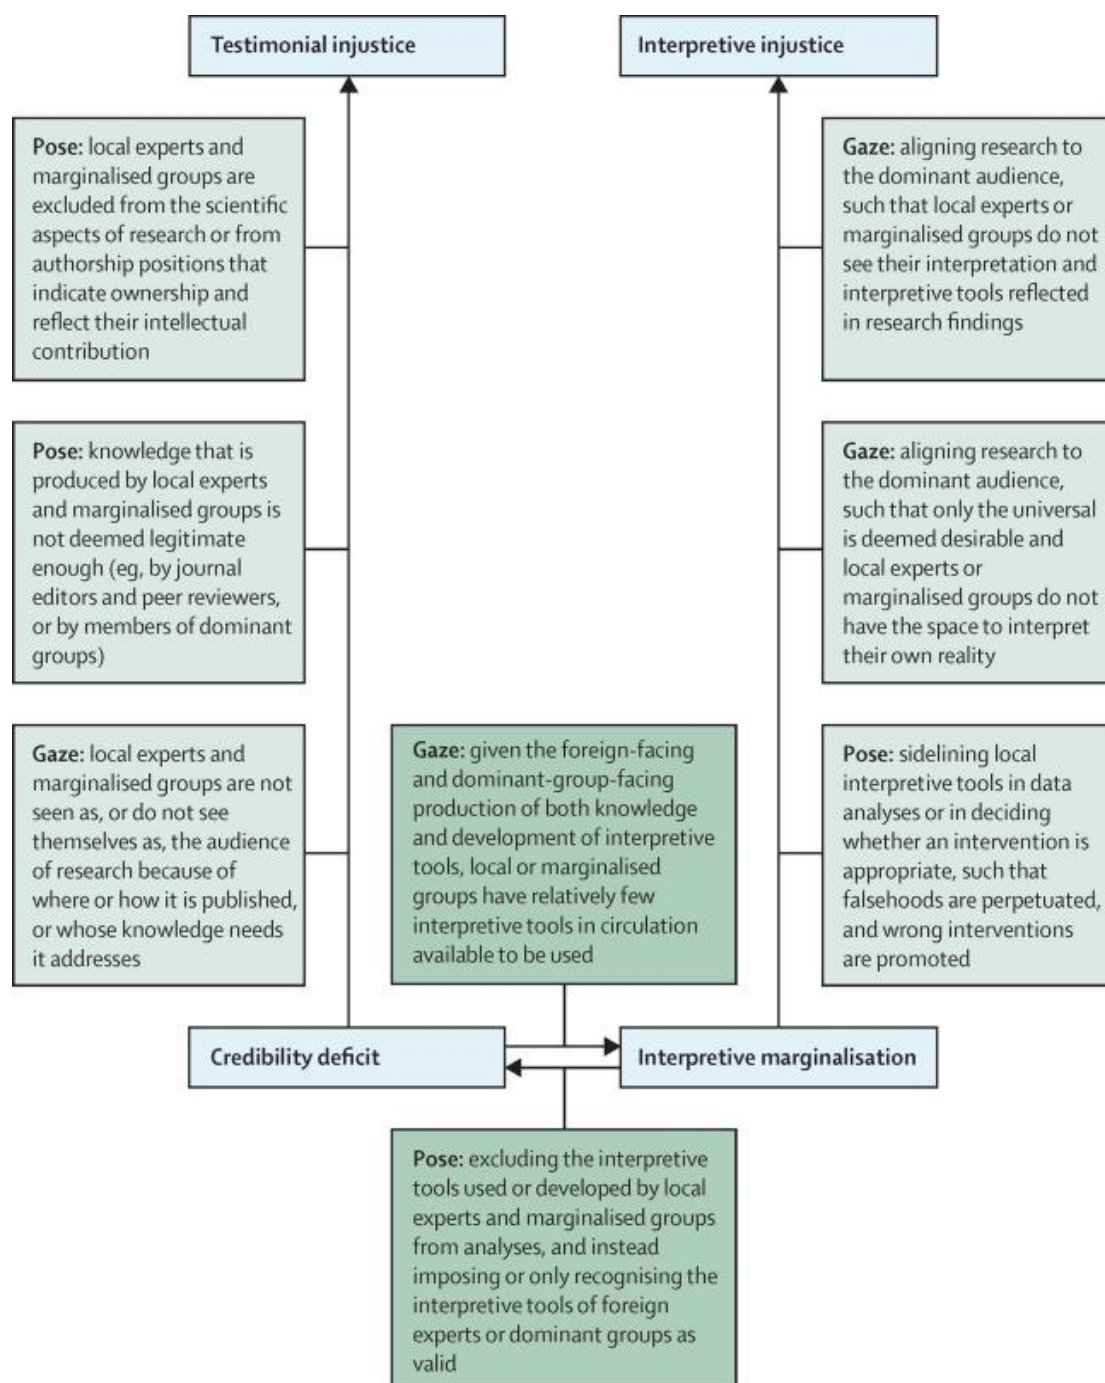 Testimonial injustice
Interpretive injustice
Pose: local experts and
marginalised groups are
excluded from the scientific
aspects of research or from
authorship positions that
indicate ownership and
reflect their intellectual
contribution
Gaze: aligning research to
the dominant audience,
such that local experts or
marginalised groups do not
see their interpretation and
interpretive tools reflected
in research findings
Pose: knowledge that is
produced by local experts
and marginalised groups is
not deemed legitimate
enough (eg, by journal
editors and peer reviewers,
or by members of dominant
groups)
Gaze: aligning research to
the dominant audience,
such that only the universal
is deemed desirable and
local experts or
marginalised groups do not
have the space to interpret
their own reality
Gaze: local experts and
marginalised groups are not
seen as, or do not see
themselves as, the audience
of research because of
where or how it is published,
or whose knowledge needs
it addresses
Gaze: given the foreign-facing
and dominant-group-facing
production of both knowledge
and development of interpretive
tools, local or marginalised
groups have relatively few
interpretive tools in circulation
available to be used
Pose: sidelining local
interpretive tools in data
analyses or in deciding
whether an intervention is
appropriate, such that
falsehoods are perpetuated,
and wrong interventions
are promoted
Credibility deficit
Interpretive marginalisation
Pose: excluding the interpretive
tools used or developed by local
experts and marginalised groups
from analyses, and instead
imposing or only recognising the
interpretive tools of foreign
experts or dominant groups as
valid